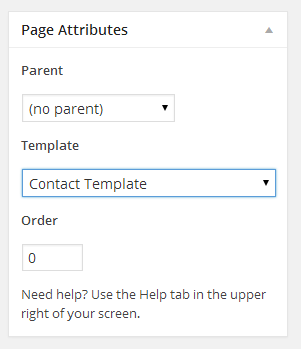 Page Attributes
Parent
(no parent)
Template
Contact Template
Order
0
Need help? Use the Help tab in the upper
right of your screen.